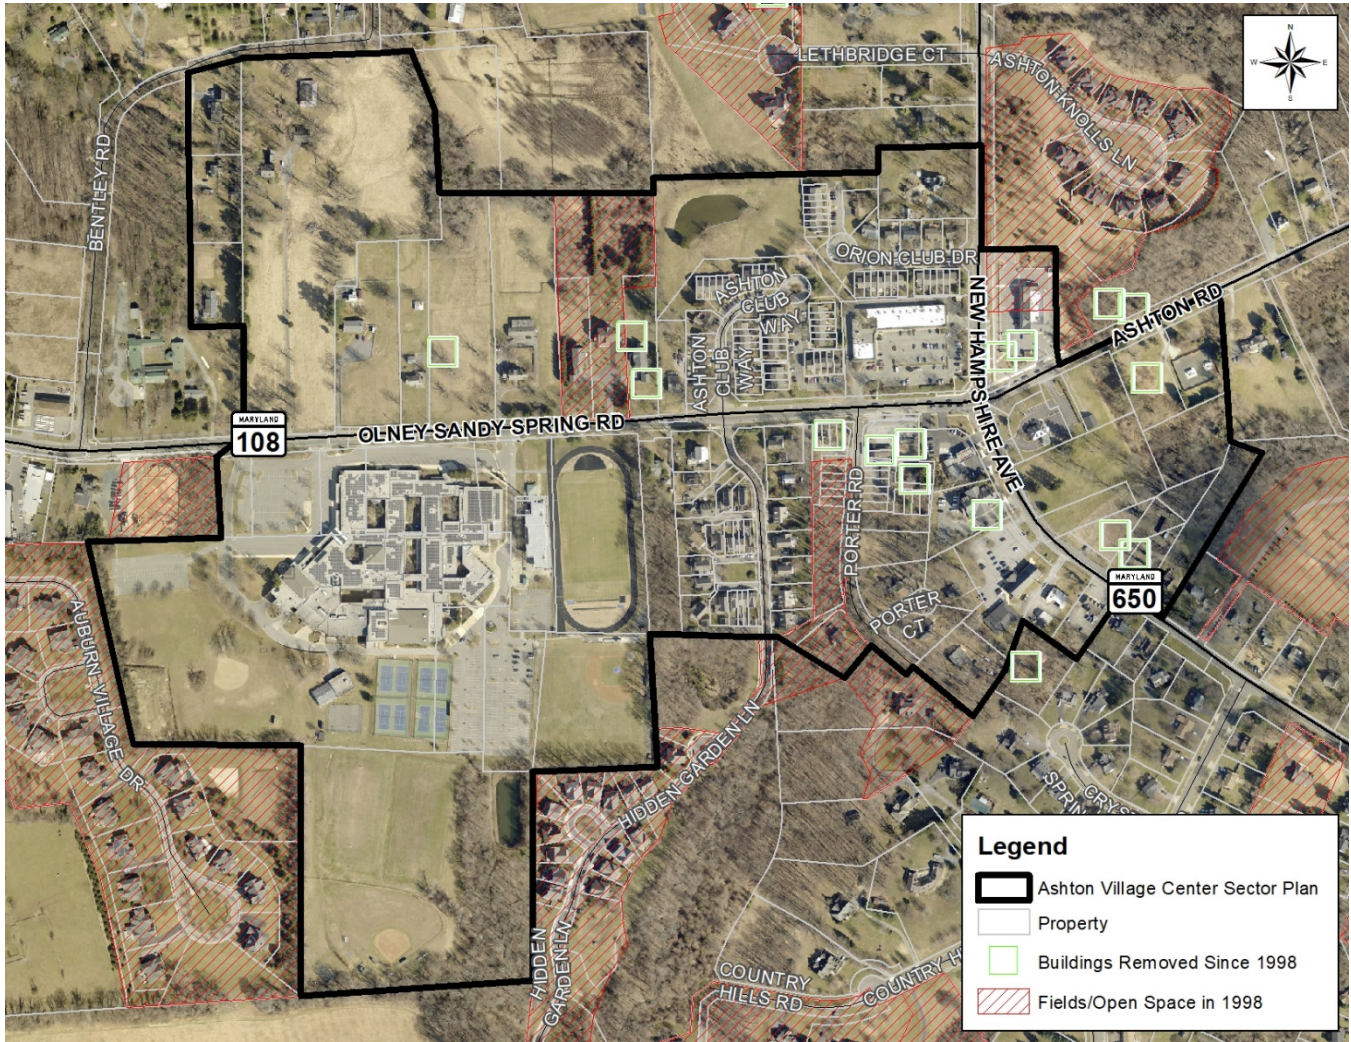 N
W E
S
LETHBRIDGE CT
ASHTON KNOLLS LN
BENTLEY RD
ORION CLUB DR
ASHTON
CLUB
WAY
ASHTON
CLUB
WAY
NEW HAMPSHIRE AVE
ASHTON RD
MARYLAND
108
OLNEY SANDY SPRING RD
PORTER RD
PORTER
CT
MARYLAND
650
AUBURN VILLAGE DR
HIDDEN GARDEN LN
HIDDEN
GARDEN LN
COUNTRY
HILLS RD
COUNTRY H
SPRING
CRYS
Legend
Ashton Village Center Sector Plan
Property
Buildings Removed Since 1998
Fields/Open Space in 1998